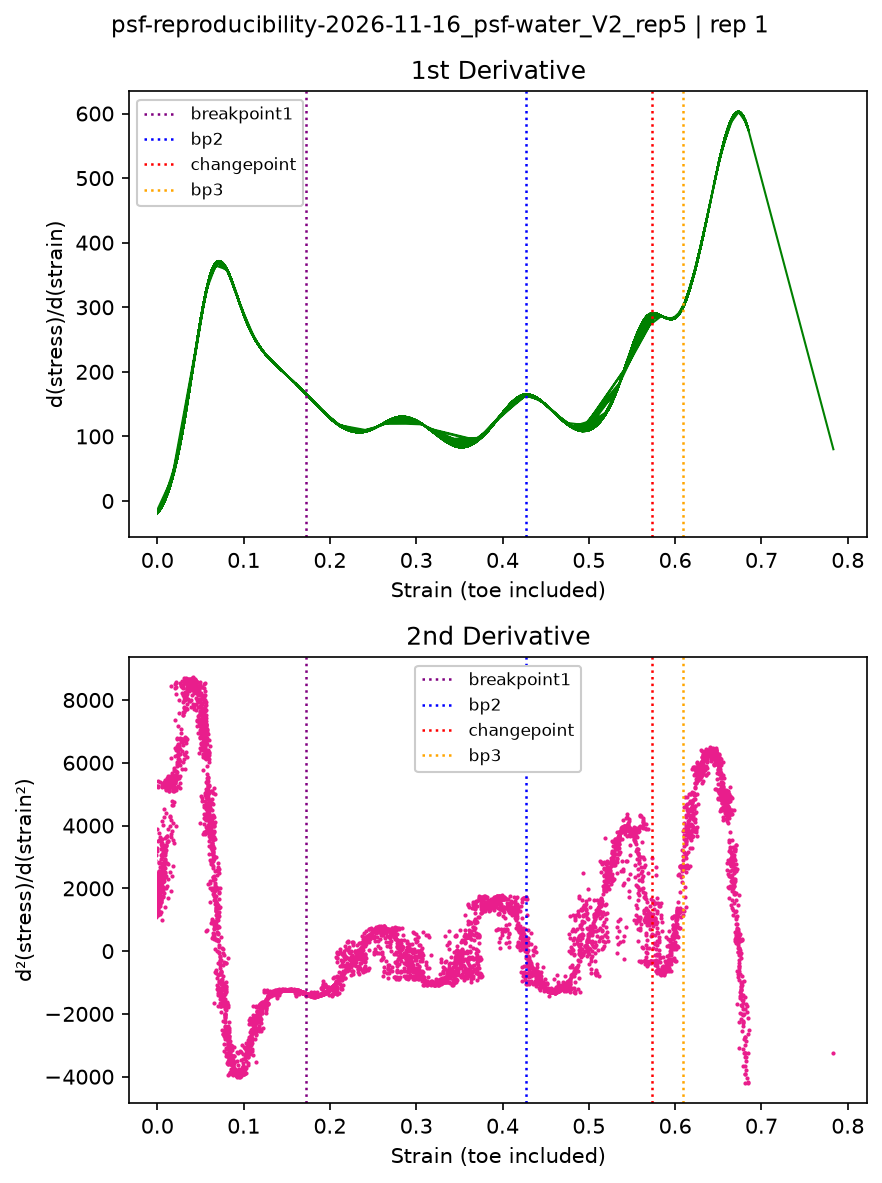 psf-reproducibility-2026-11-16_psf-water_V2_rep5 | rep 1
1st Derivative
breakpoint1
bp2
changepoint
bp3
600
500
400
300
200
100
0
d(stress)/d(strain)
0.0 0.1 0.2 0.3 0.4 0.5 0.6 0.7 0.8
Strain (toe included)
2nd Derivative
breakpoint1
bp2
changepoint
bp3
8000
6000
4000
2000
0
−2000
−4000
d²(stress)/d(strain²)
0.0 0.1 0.2 0.3 0.4 0.5 0.6 0.7 0.8
Strain (toe included)